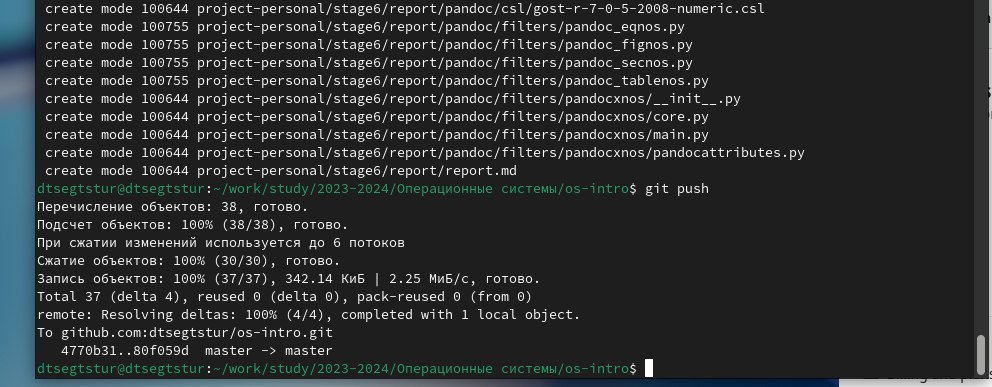 create mode 100644 project-personal/stage6/report/pandoc/csl/gost-r-7-0-5-2008-numeric.csl
create mode 100755 project-personal/stage6/report/pandoc/filters/pandoc_eqnos.py
create mode 100755 project-personal/stage6/report/pandoc/filters/pandoc_fignos.py
create mode 100755 project-personal/stage6/report/pandoc/filters/pandoc_secnos.py
create mode 100755 project-personal/stage6/report/pandoc/filters/pandoc_tablenos.py
create mode 100644 project-personal/stage6/report/pandoc/filters/pandocxnos/__init__.py
create mode 100644 project-personal/stage6/report/pandoc/filters/pandocxnos/core.py
create mode 100644 project-personal/stage6/report/pandoc/filters/pandocxnos/main.py
create mode 100644 project-personal/stage6/report/pandoc/filters/pandocxnos/pandocattributes.py
create mode 100644 project-personal/stage6/report/report.md
dtsegtstur@dtsegtstur:~/work/study/2023-2024/Операционные системы/os-intro$ git push
Перечисление объектов: 38, готово.
Подсчет объектов: 100% (38/38), готово.
При сжатии изменений используется до 6 потоков
Сжатие объектов: 100% (30/30), готово.
Запись объектов: 100% (37/37), 342.14 КиБ | 2.25 МиБ/с, готово.
Total 37 (delta 4), reused 0 (delta 0), pack-reused 0 (from 0)
remote: Resolving deltas: 100% (4/4), completed with 1 local object.
To github.com:dtsegtstur/os-intro.git
4770b31..80f059d  master -> master
dtsegtstur@dtsegtstur:~/work/study/2023-2024/Операционные системы/os-intro$